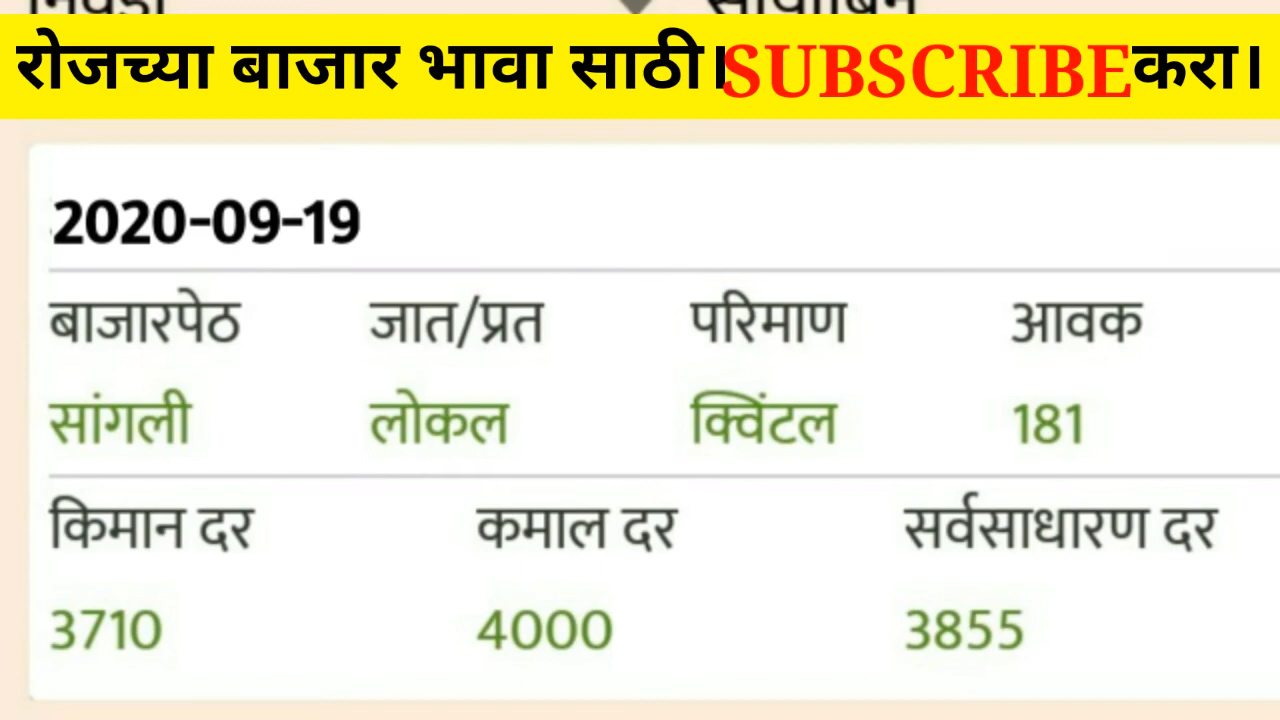 रोजच्या बाजार भावा साठी।SUBSCRIBEकरा।
2020-09-19
बाजारपेठ जात/प्रत परिमाण आवक
सांगली लोकल क्विंटल 181
किमान दर कमाल दर सर्वसाधारण दर
3710 4000 3855